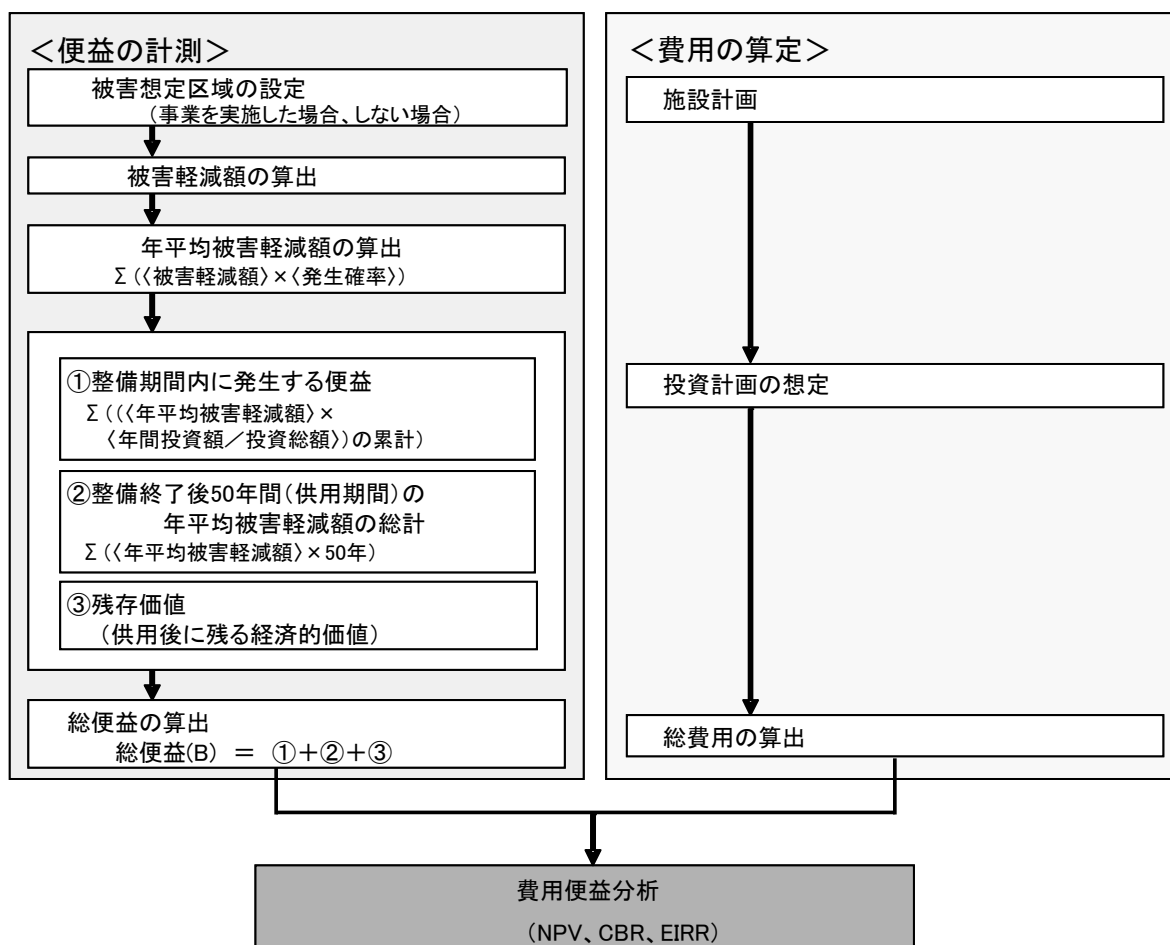 ＜便益の計測＞
被害想定区域の設定
（事業を実施した場合、しない場合）
被害軽減額の算出
年平均被害軽減額の算出
Σ（〈被害軽減額〉×〈発生確率〉）
①整備期間内に発生する便益
Σ（（〈年平均被害軽減額〉×
〈年間投資額／投資総額〉）の累計）
②整備終了後50年間（供用期間）の
年平均被害軽減額の総計
Σ（〈年平均被害軽減額〉×50年）
③残存価値
（供用後に残る経済的価値）
総便益の算出
総便益(B) ＝ ①＋②＋③
＜費用の算定＞
施設計画
投資計画の想定
総費用の算出
費用便益分析
（NPV、CBR、EIRR）